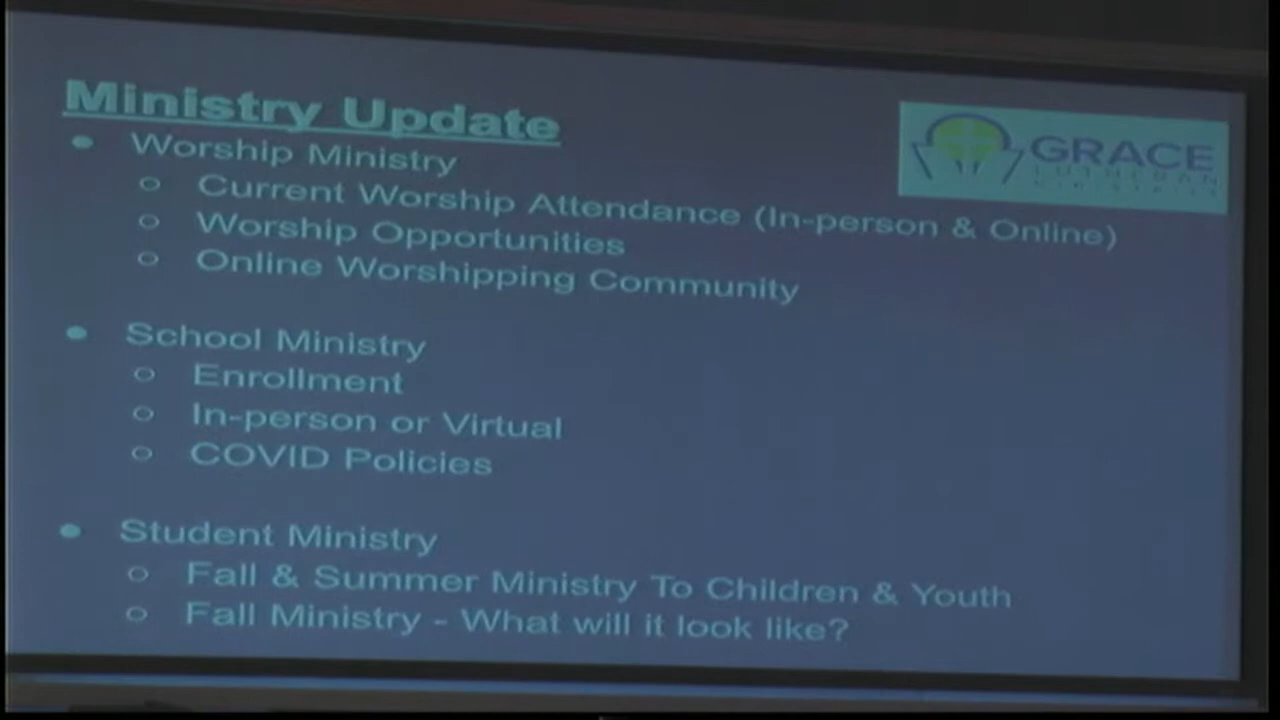 Ministry Update
GRACE
LUTHERAN
● Worship Ministry
○ Current Worship Attendance (In-person & Online)
○ Worship Opportunities
○ Online Worshipping Community
● School Ministry
○ Enrollment
○ In-person or Virtual
○ COVID Policies
● Student Ministry
○ Fall & Summer Ministry To Children & Youth
○ Fall Ministry - What will it look like?